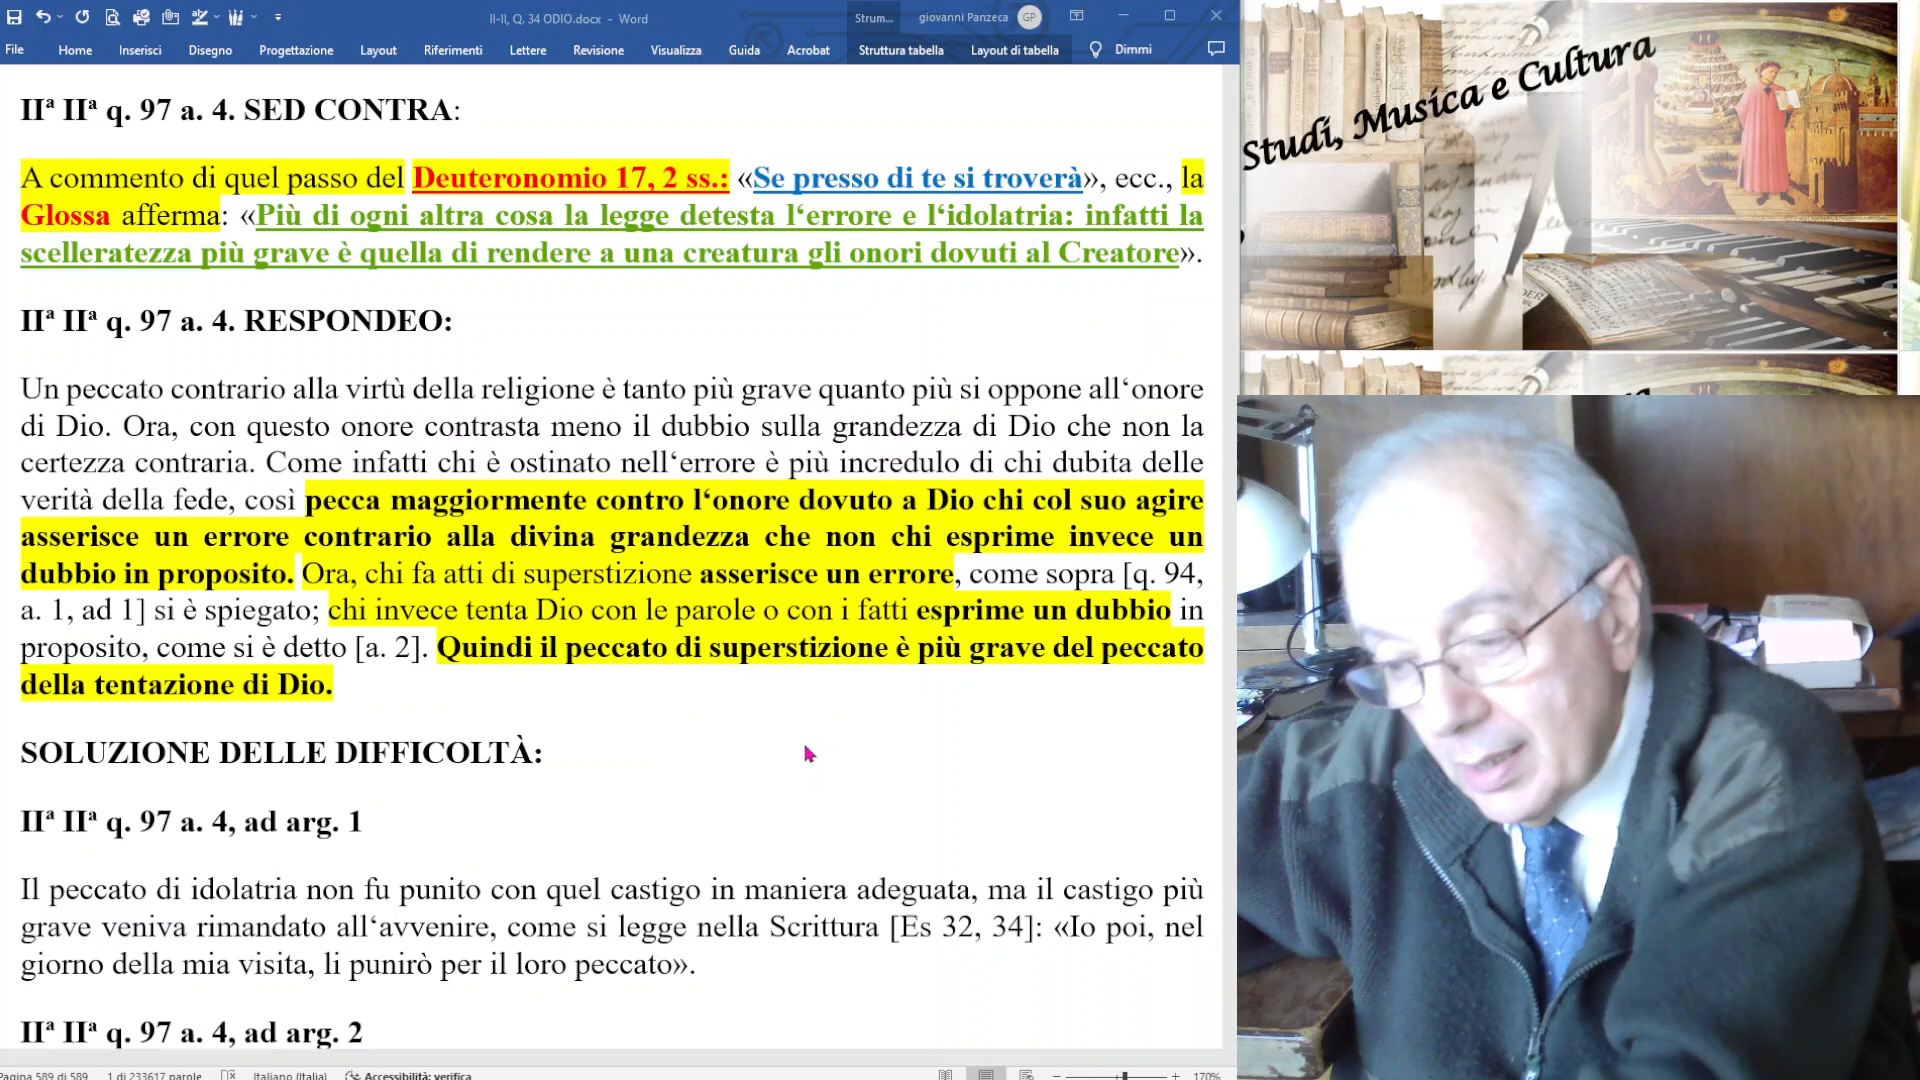 II-II, Q. 34 ODIO.docx - Word
Strum...
giovanni Panzeca
GP
File Home Inserisci Disegno Progettazione Layout Riferimenti Lettere Revisione Visualizza Guida Acrobat Struttura tabella Layout di tabella Dimmi
IIª IIª q. 97 a. 4. SED CONTRA:
A commento di quel passo del Deuteronomio 17, 2 ss.: «Se presso di te si troverà», ecc., la
Glossa afferma: «Più di ogni altra cosa la legge detesta l‘errore e l‘idolatria: infatti la
scelleratezza più grave è quella di rendere a una creatura gli onori dovuti al Creatore».
IIª IIª q. 97 a. 4. RESPONDEO:
Un peccato contrario alla virtù della religione è tanto più grave quanto più si oppone all‘onore
di Dio. Ora, con questo onore contrasta meno il dubbio sulla grandezza di Dio che non la
certezza contraria. Come infatti chi è ostinato nell‘errore è più incredulo di chi dubita delle
verità della fede, così pecca maggiormente contro l‘onore dovuto a Dio chi col suo agire
asserisce un errore contrario alla divina grandezza che non chi esprime invece un
dubbio in proposito. Ora, chi fa atti di superstizione asserisce un errore, come sopra [q. 94,
a. 1, ad 1] si è spiegato; chi invece tenta Dio con le parole o con i fatti esprime un dubbio in
proposito, come si è detto [a. 2]. Quindi il peccato di superstizione è più grave del peccato
della tentazione di Dio.
SOLUZIONE DELLE DIFFICOLTÀ:
IIª IIª q. 97 a. 4, ad arg. 1
Il peccato di idolatria non fu punito con quel castigo in maniera adeguata, ma il castigo più
grave veniva rimandato all‘avvenire, come si legge nella Scrittura [Es 32, 34]: «Io poi, nel
giorno della mia visita, li punirò per il loro peccato».
IIª IIª q. 97 a. 4, ad arg. 2
Pagina 589 di 589 1 di 233617 parole Italiano (Italia) Accessibilità: verifica 170%
Studi, Musica e Cultura